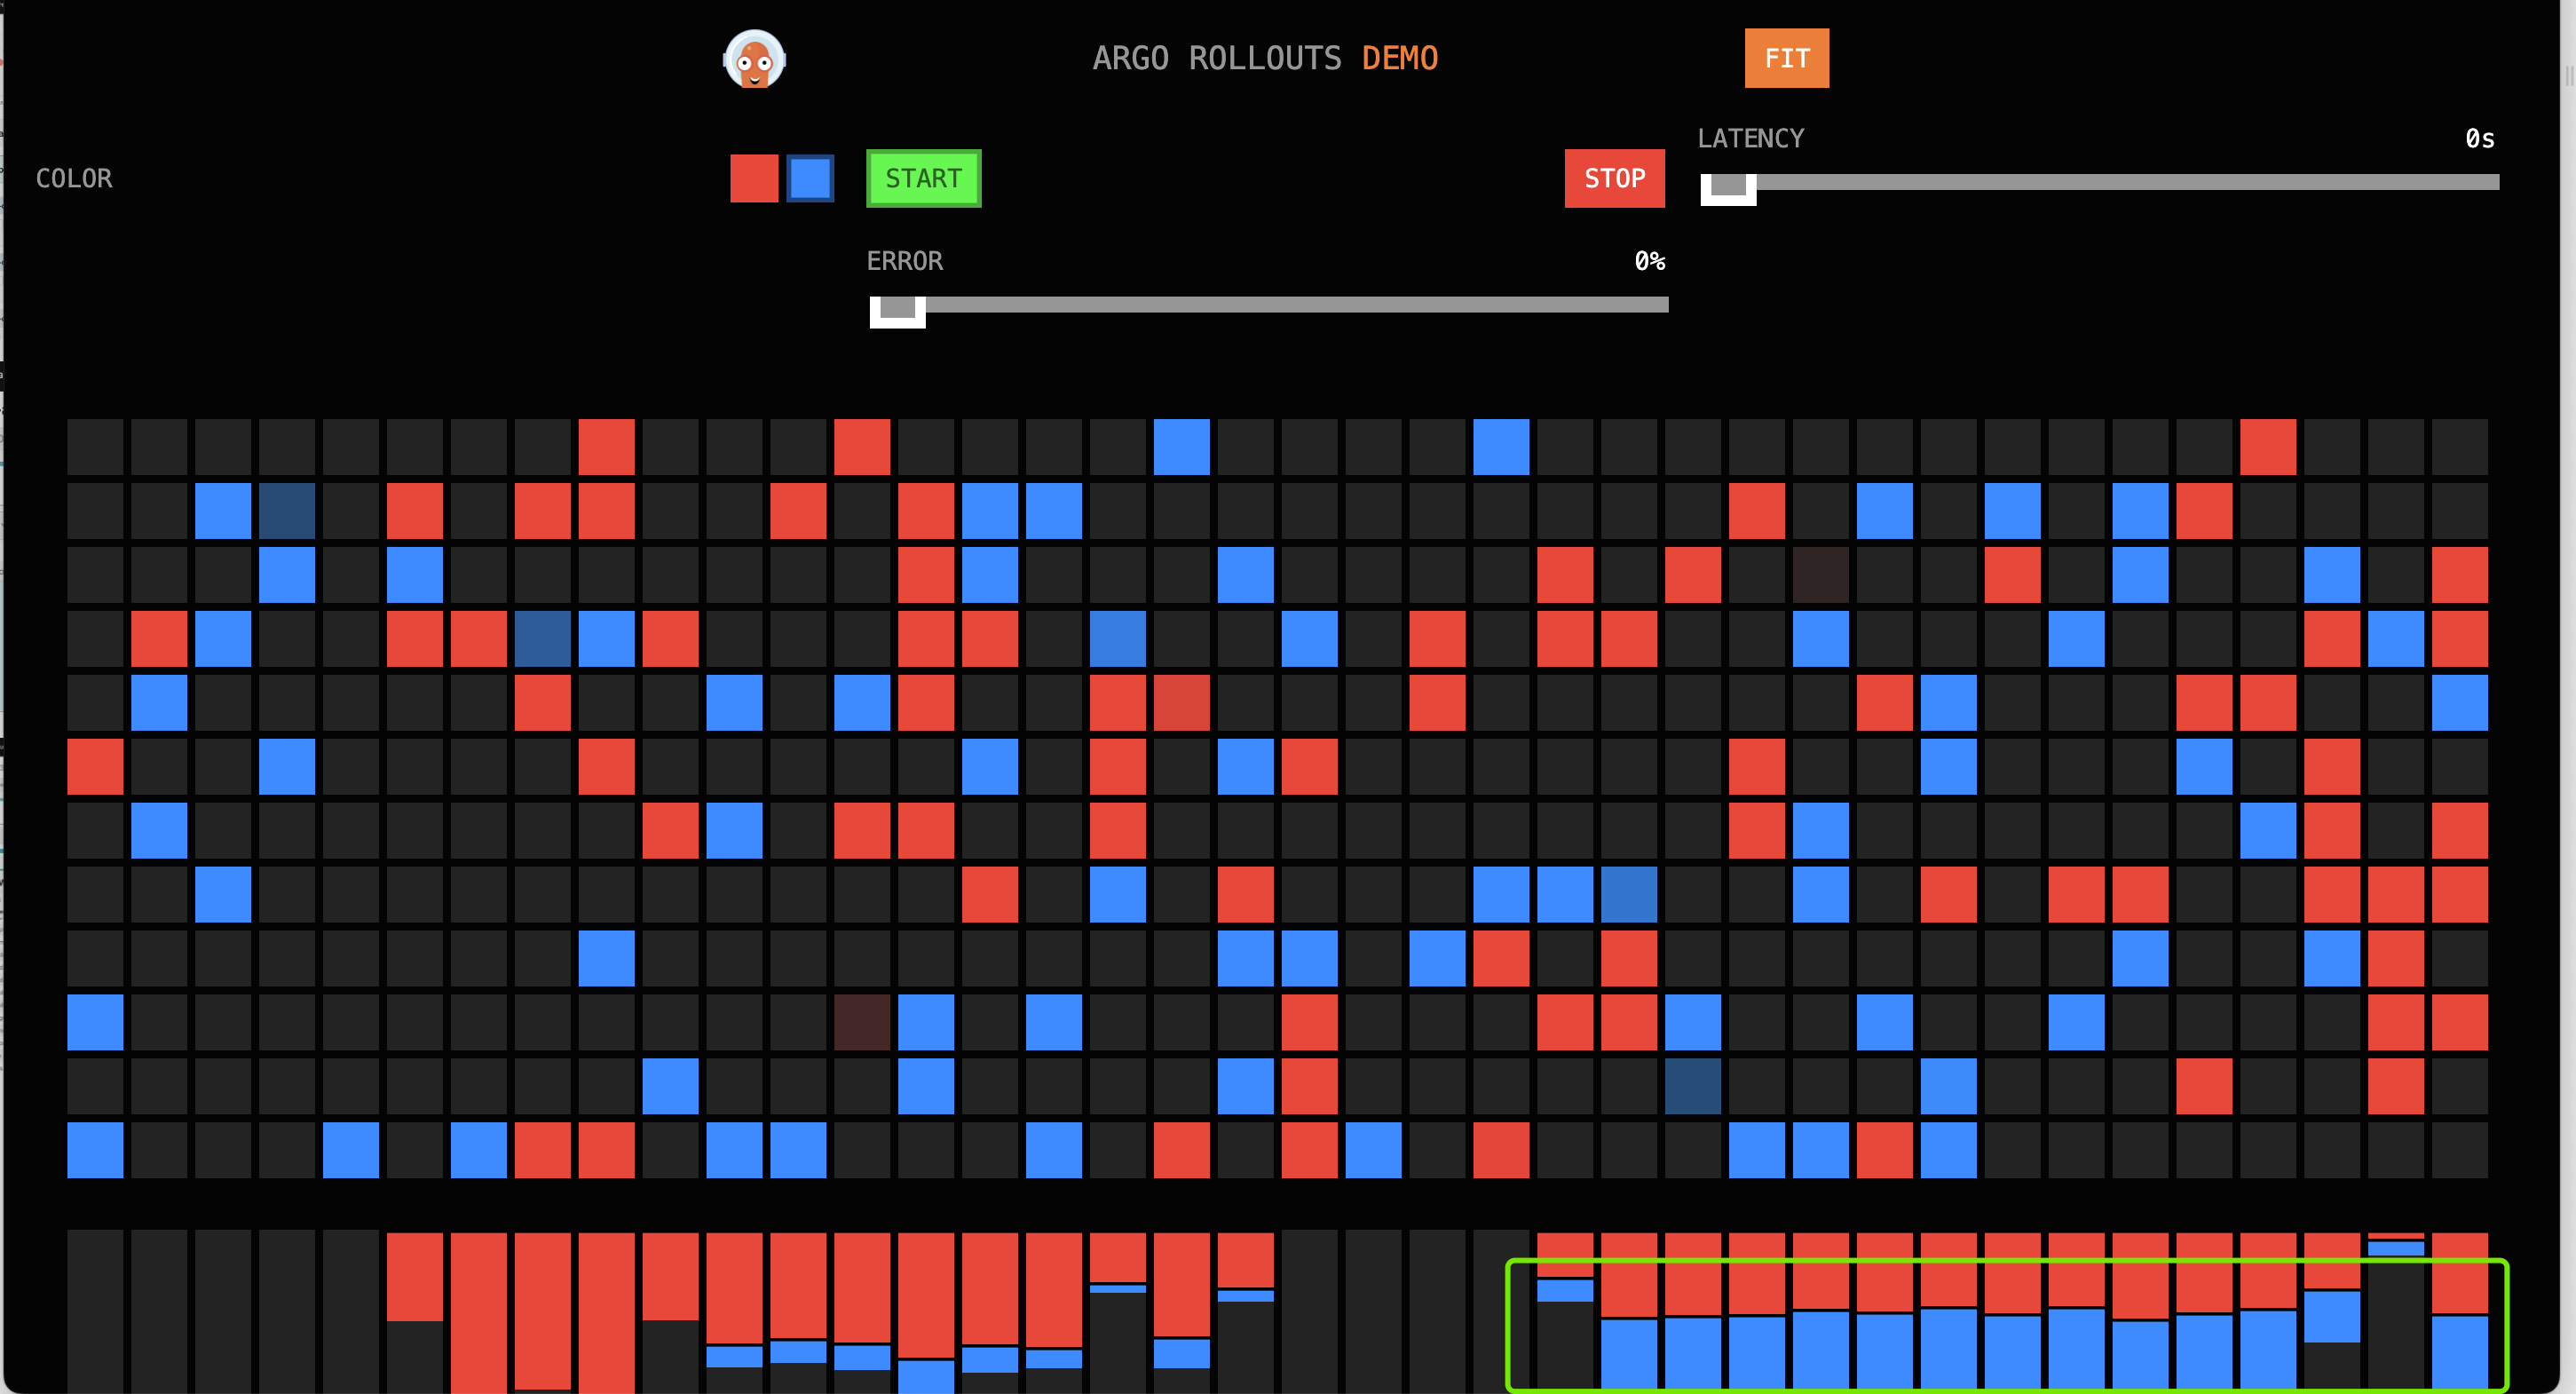 ARGO ROLLOUTS DEMO
FIT
COLOR
START
STOP
LATENCY
0s
ERROR
0%